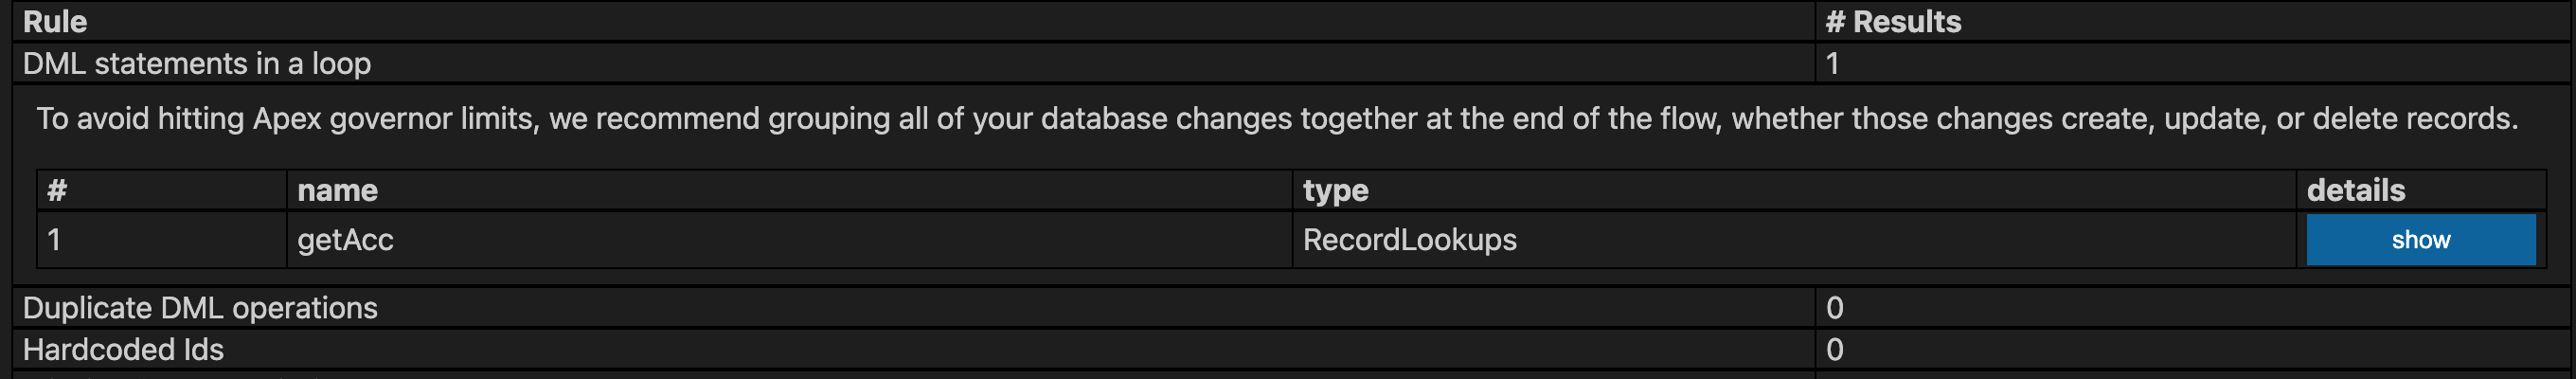 Rule # Results
DML statements in a loop 1
To avoid hitting Apex governor limits, we recommend grouping all of your database changes together at the end of the flow, whether those changes create, update, or delete records.
# name type details
1 getAcc RecordLookups show
Duplicate DML operations 0
Hardcoded Ids 0